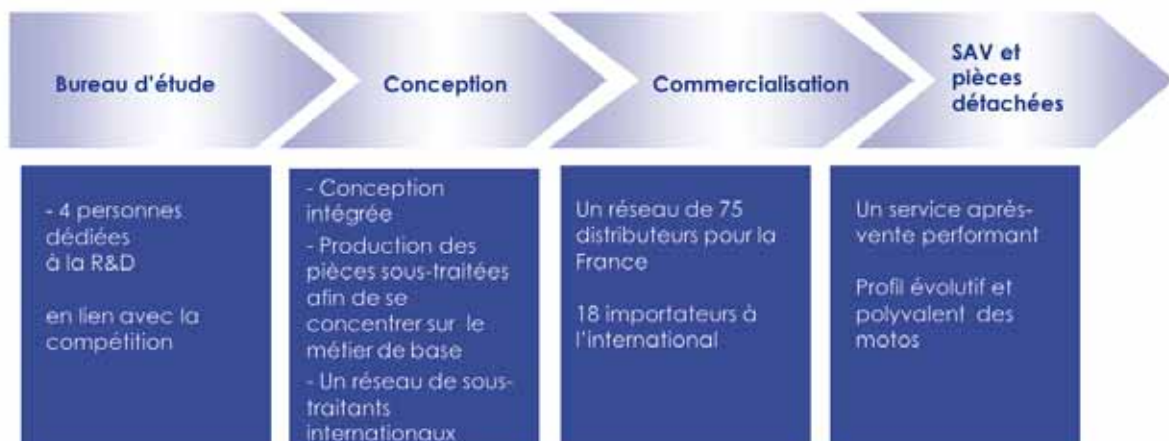 Bureau d'étude
Conception
Commercialisation
SAV et
pièces
détachées
- 4 personnes
dédiées
à la R&D
en lien avec la
compétition
- Conception
intégrée
- Production des
pièces sous-traitées
afin de se
concentrer sur le
métier de base
- Un réseau de sous-
traitants
internationaux
Un réseau de 75
distributeurs pour la
France
18 importateurs à
l'international
Un service après-
vente performant
Profil évolutif et
polyvalent des
motos